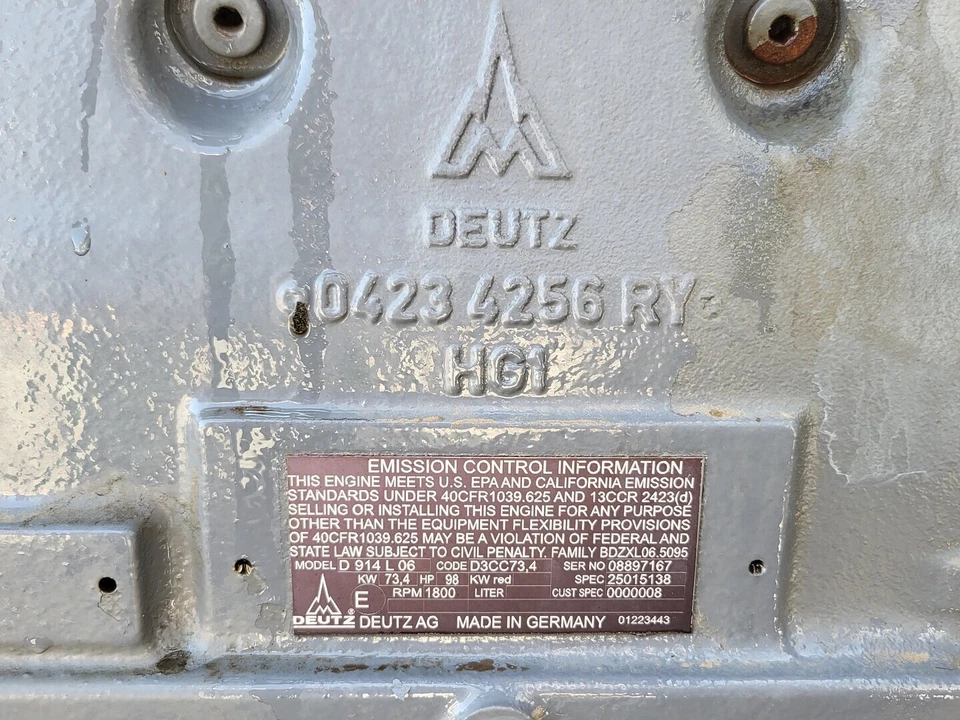 DEUTZ
0423 4256 RY
HG1
EMISSION CONTROL INFORMATION
THIS ENGINE MEETS U.S. EPA AND CALIFORNIA EMISSION
STANDARDS UNDER 40CFR1039.625 AND 13CCR 2423(d)
SELLING OR INSTALLING THIS ENGINE FOR ANY PURPOSE
OTHER THAN THE EQUIPMENT FLEXIBILITY PROVISIONS
OF 40CFR1039.625 MAY BE A VIOLATION OF FEDERAL AND
STATE LAW SUBJECT TO CIVIL PENALTY. FAMILY BDZXL06.5095
MODEL D 914 L 06 CODE D3CC73,4 SER NO 08897167
KW 73,4 HP 98 KW red SPEC 25015138
E RPM 1800 LITER CUST SPEC 0000008
DEUTZ® DEUTZ AG MADE IN GERMANY 01223443